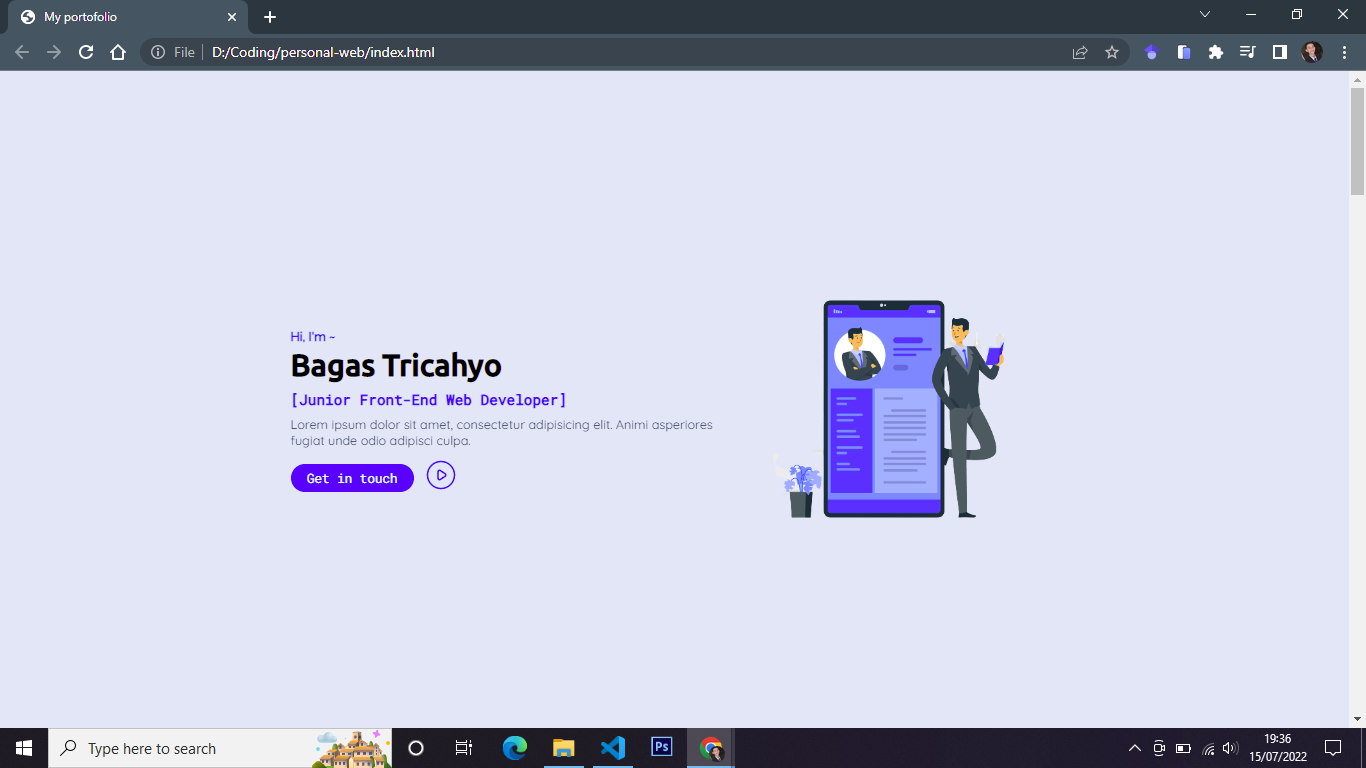 My portofolio
File
D:/Coding/personal-web/index.html
Hi, I'm ~
Bagas Tricahyo
[Junior Front-End Web Developer]
Lorem ipsum dolor sit amet, consectetur adipisicing elit. Animi asperiores
fugiat unde odio adipisci culpa.
Get in touch
Type here to search
Ps
19:36
15/07/2022